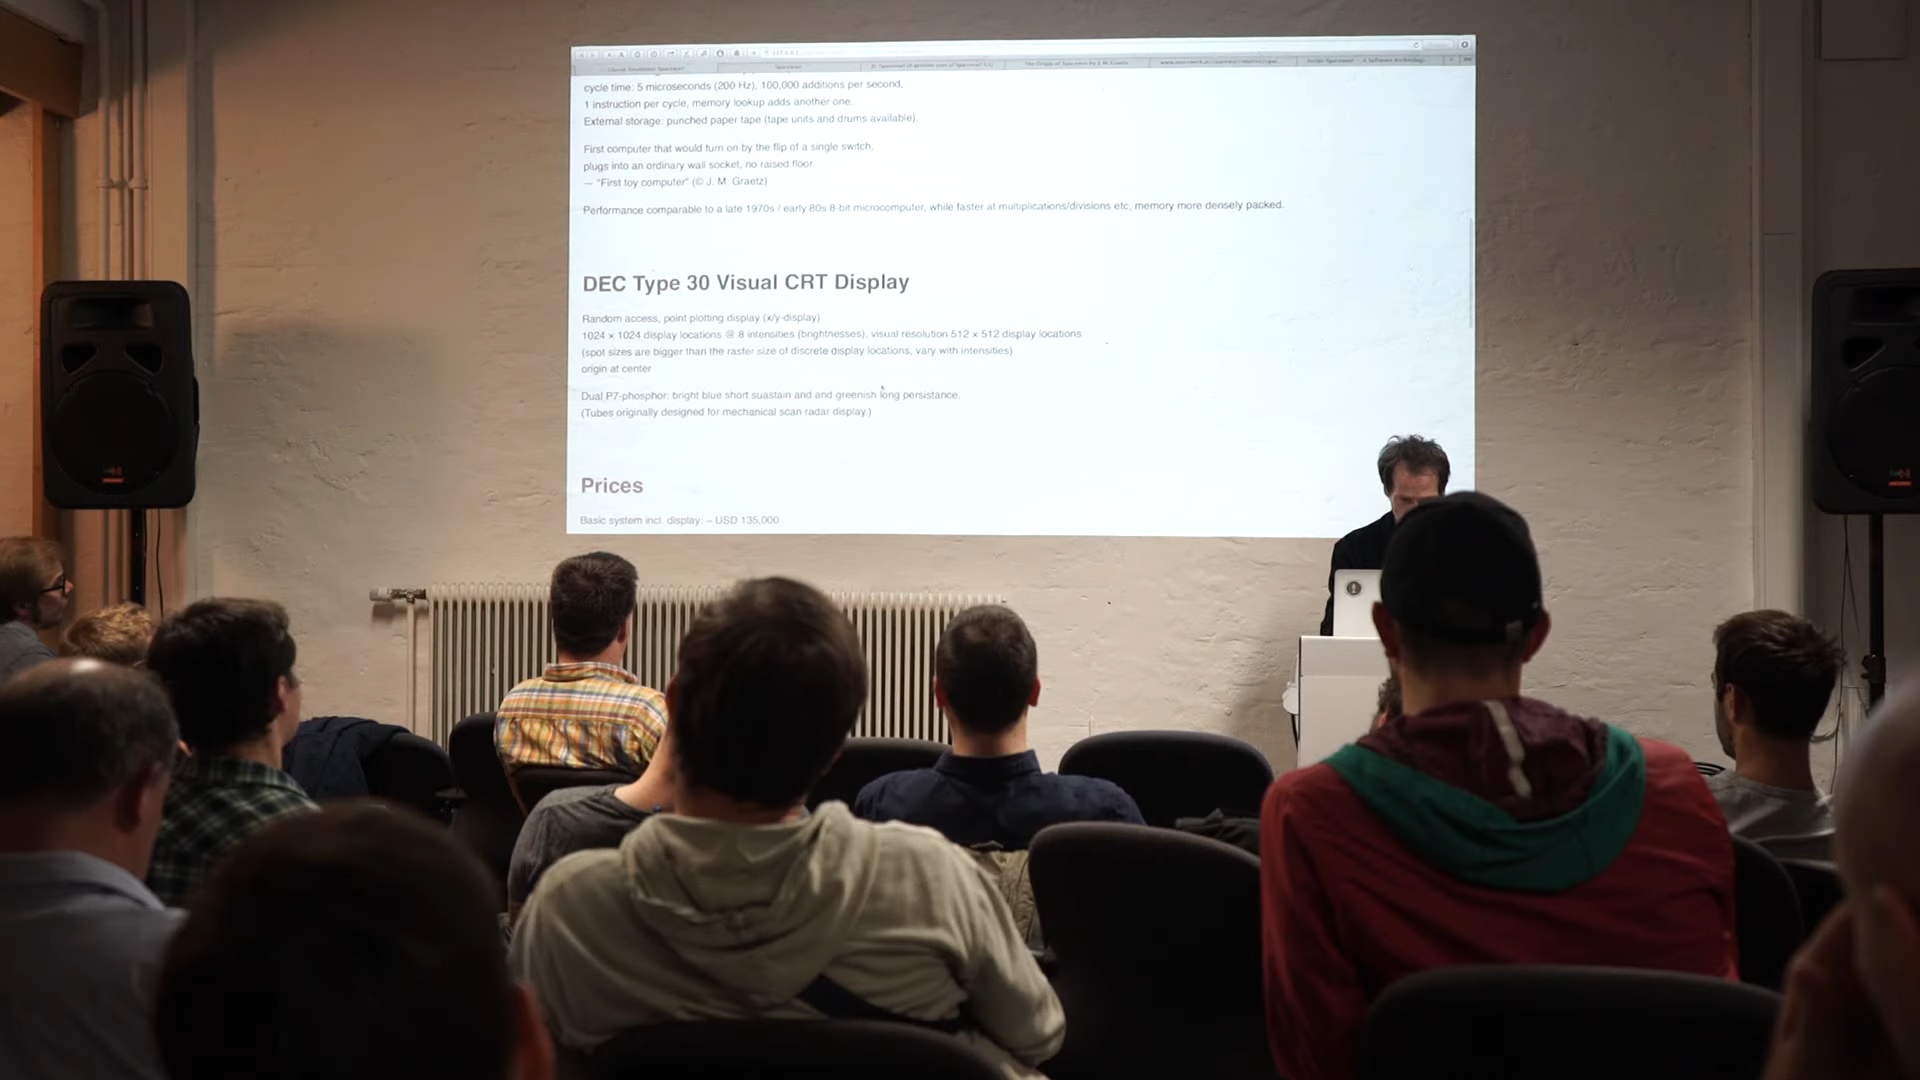 127.0.0.1
cycle time: 5 microseconds (200 Hz), 100,000 additions per second,
1 instruction per cycle, memory lookup adds another one.
External storage: punched paper tape (tape units and drums available).
First computer that would turn on by the flip of a single switch,
plugs into an ordinary wall socket, no raised floor.
— "First toy computer" (© J. M. Graetz)
Performance comparable to a late 1970s / early 80s 8-bit microcomputer, while faster at multiplications/divisions etc, memory more densely packed.
DEC Type 30 Visual CRT Display
Random access, point plotting display (x/y-display)
1024 × 1024 display locations @ 8 intensities (brightnesses), visual resolution 512 × 512 display locations
(spot sizes are bigger than the raster size of discrete display locations, vary with intensities)
origin at center
Dual P7-phosphor: bright blue short suastain and and greenish long persistance.
(Tubes originally designed for mechanical scan radar display.)
Prices
Basic system incl. display: ~ USD 135,000